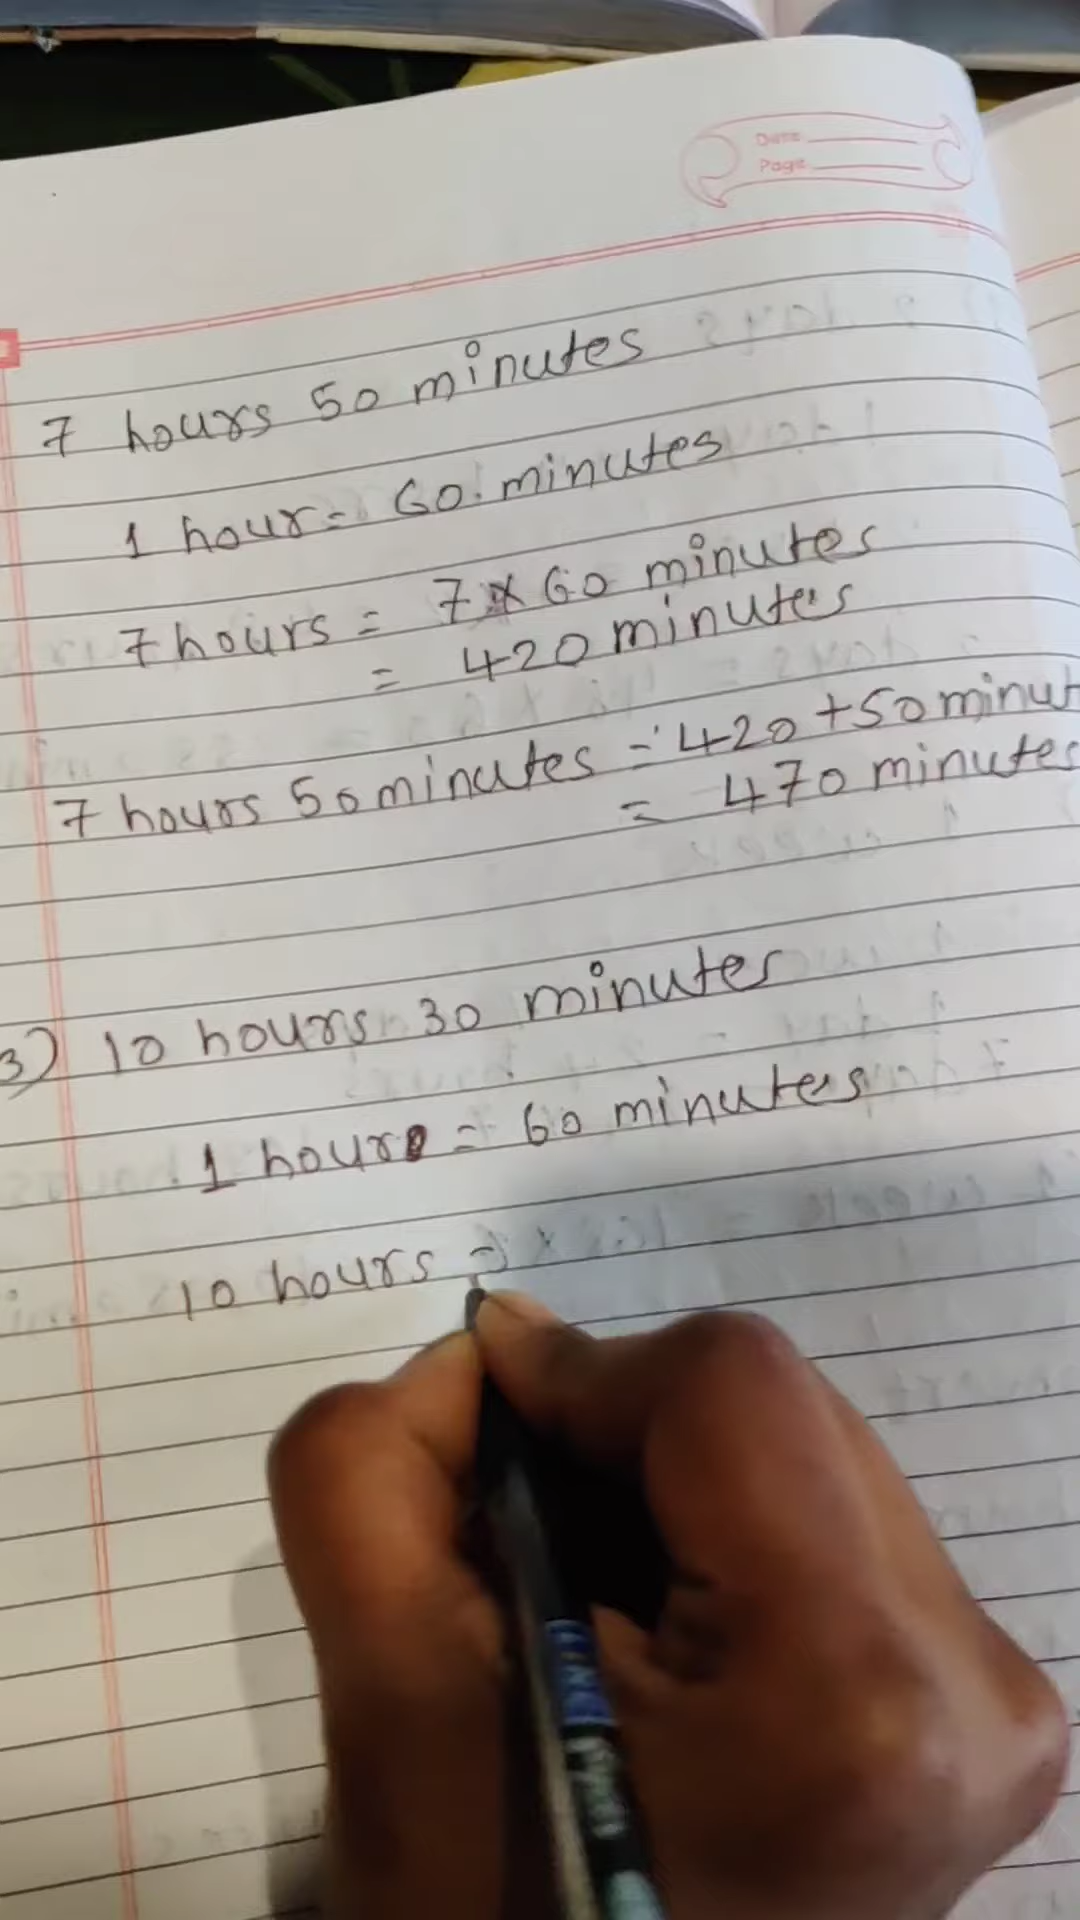 Date
Page
7 hours 50 minutes
1 hour = 60 minutes
7 hours = 7 x 60 minutes
= 420 minutes
7 hours 50 minutes = 420 + 50 minut
= 470 minutes
3) 10 hours 30 minutes
1 hour = 60 minutes
10 hours =